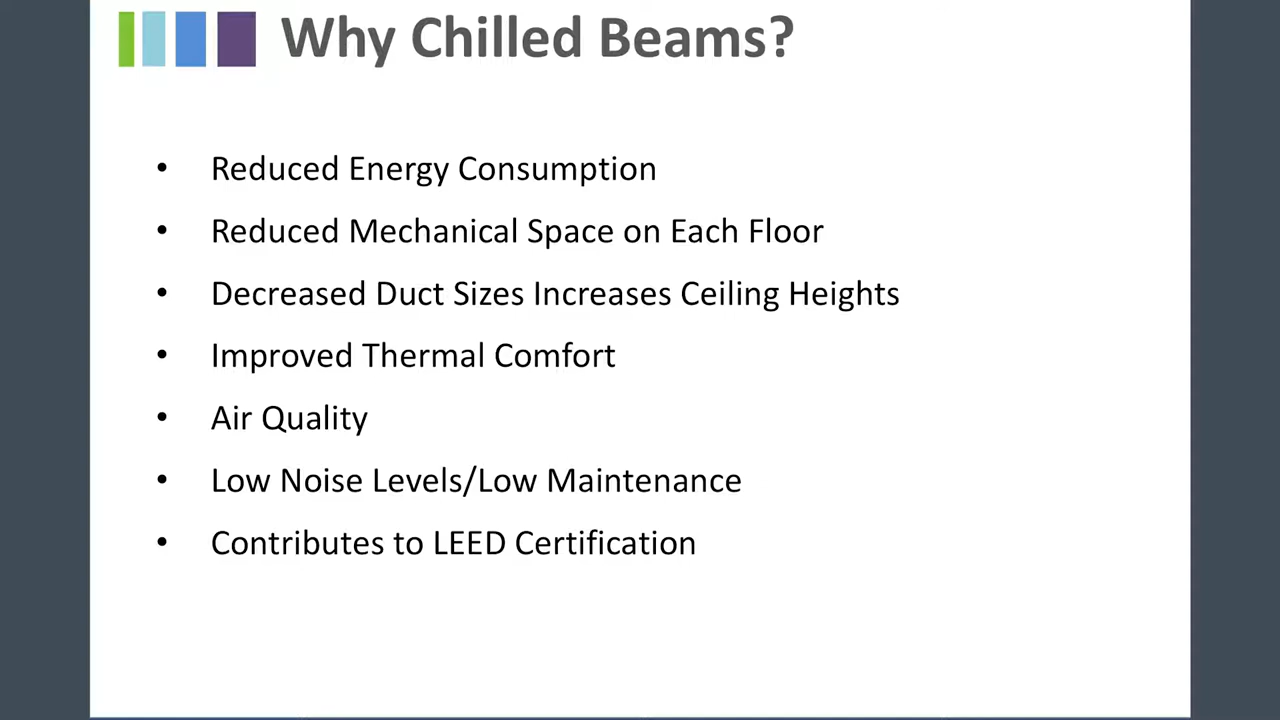 Why Chilled Beams?
• Reduced Energy Consumption
• Reduced Mechanical Space on Each Floor
• Decreased Duct Sizes Increases Ceiling Heights
• Improved Thermal Comfort
• Air Quality
• Low Noise Levels/Low Maintenance
• Contributes to LEED Certification